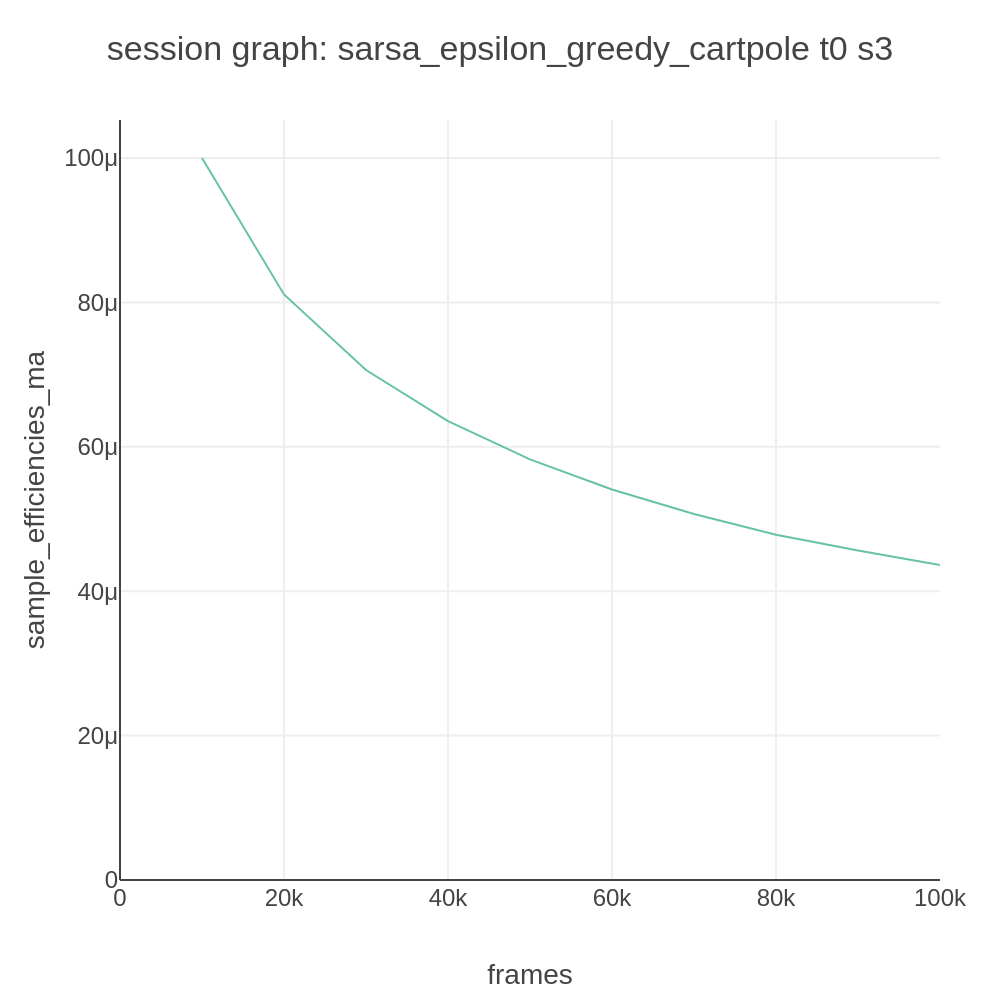 session graph: sarsa_epsilon_greedy_cartpole t0 s3
100μ
80μ
60μ
40μ
20μ
0
sample_efficiencies_ma
0 20k 40k 60k 80k 100k
frames